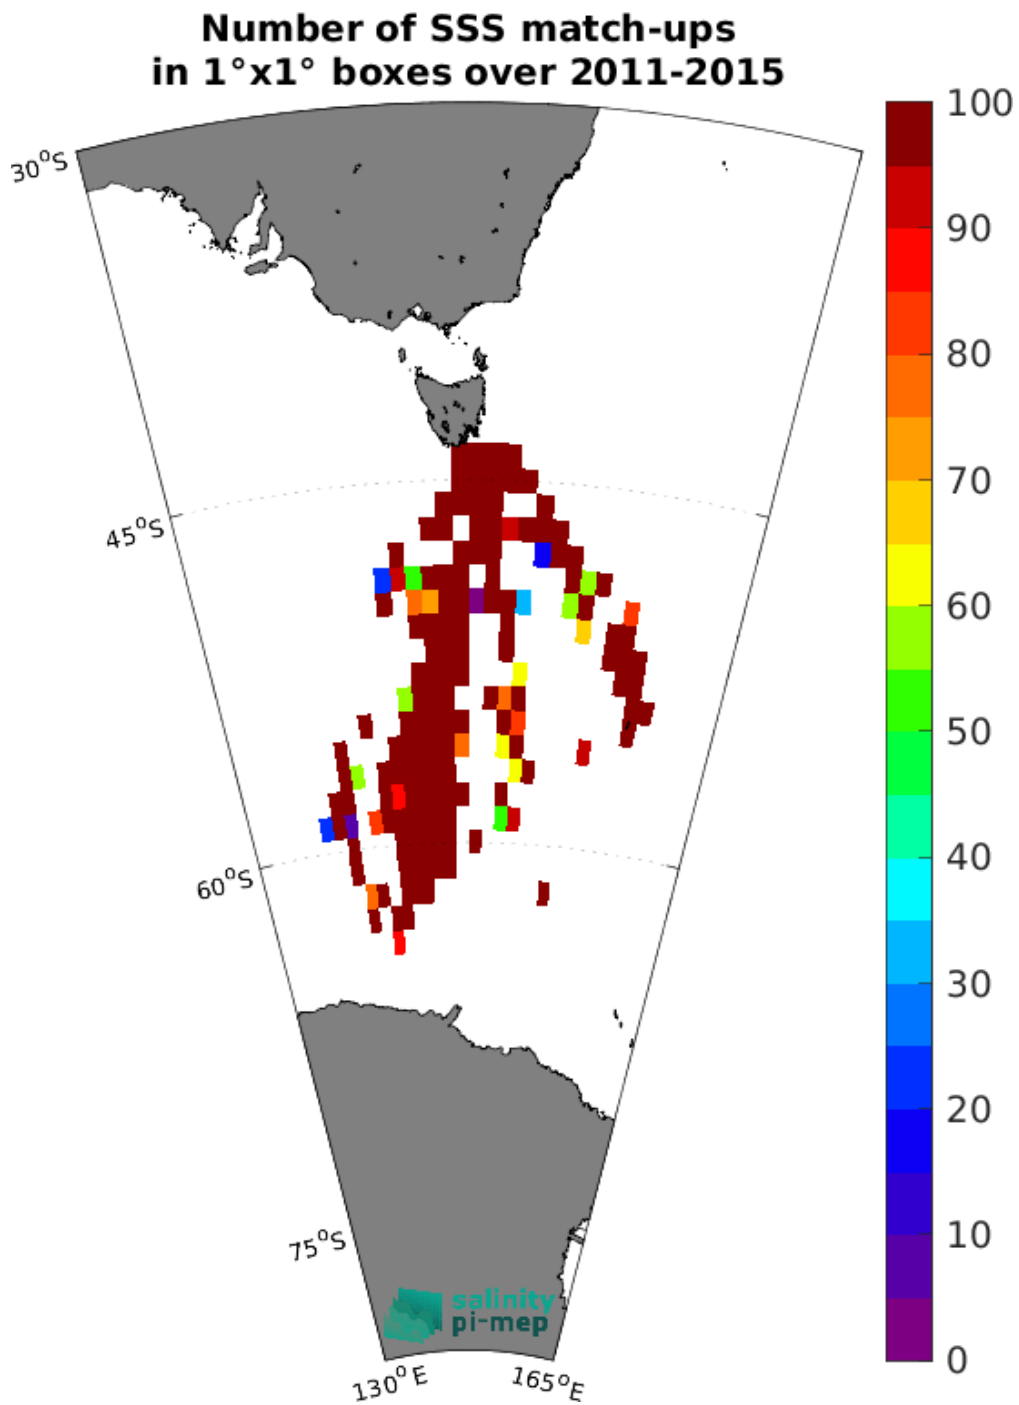 Number of SSS match-ups
in 1°x1° boxes over 2011-2015
30°S
45°S
60°S
75°S
130°E
165°E
100
90
80
70
60
50
40
30
20
10
0
salinity
pi-mep